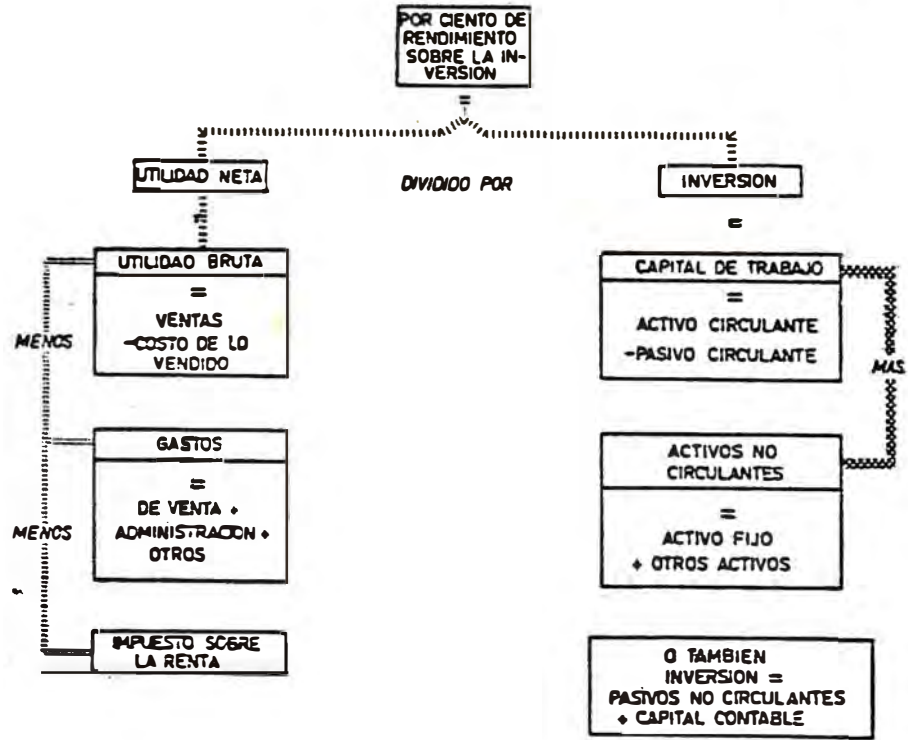 POR CIENTO DE
RENDIMIENTO
SOBRE LA IN-
VERSION
=
UTILIDAD NETA
DIVIDIDO POR
INVERSION
=
=
UTILIDAD BRUTA
=
VENTAS
-COSTO DE LO
VENDIDO
MENOS
GASTOS
=
DE VENTA +
ADMINISTRACION +
OTROS
MENOS
IMPUESTO SOBRE
LA RENTA
CAPITAL DE TRABAJO
=
ACTIVO CIRCULANTE
-PASIVO CIRCULANTE
MAS
ACTIVOS NO
CIRCULANTES
=
ACTIVO FIJO
+ OTROS ACTIVOS
O TAMBIEN
INVERSION =
PASIVOS NO CIRCULANTES
+ CAPITAL CONTABLE